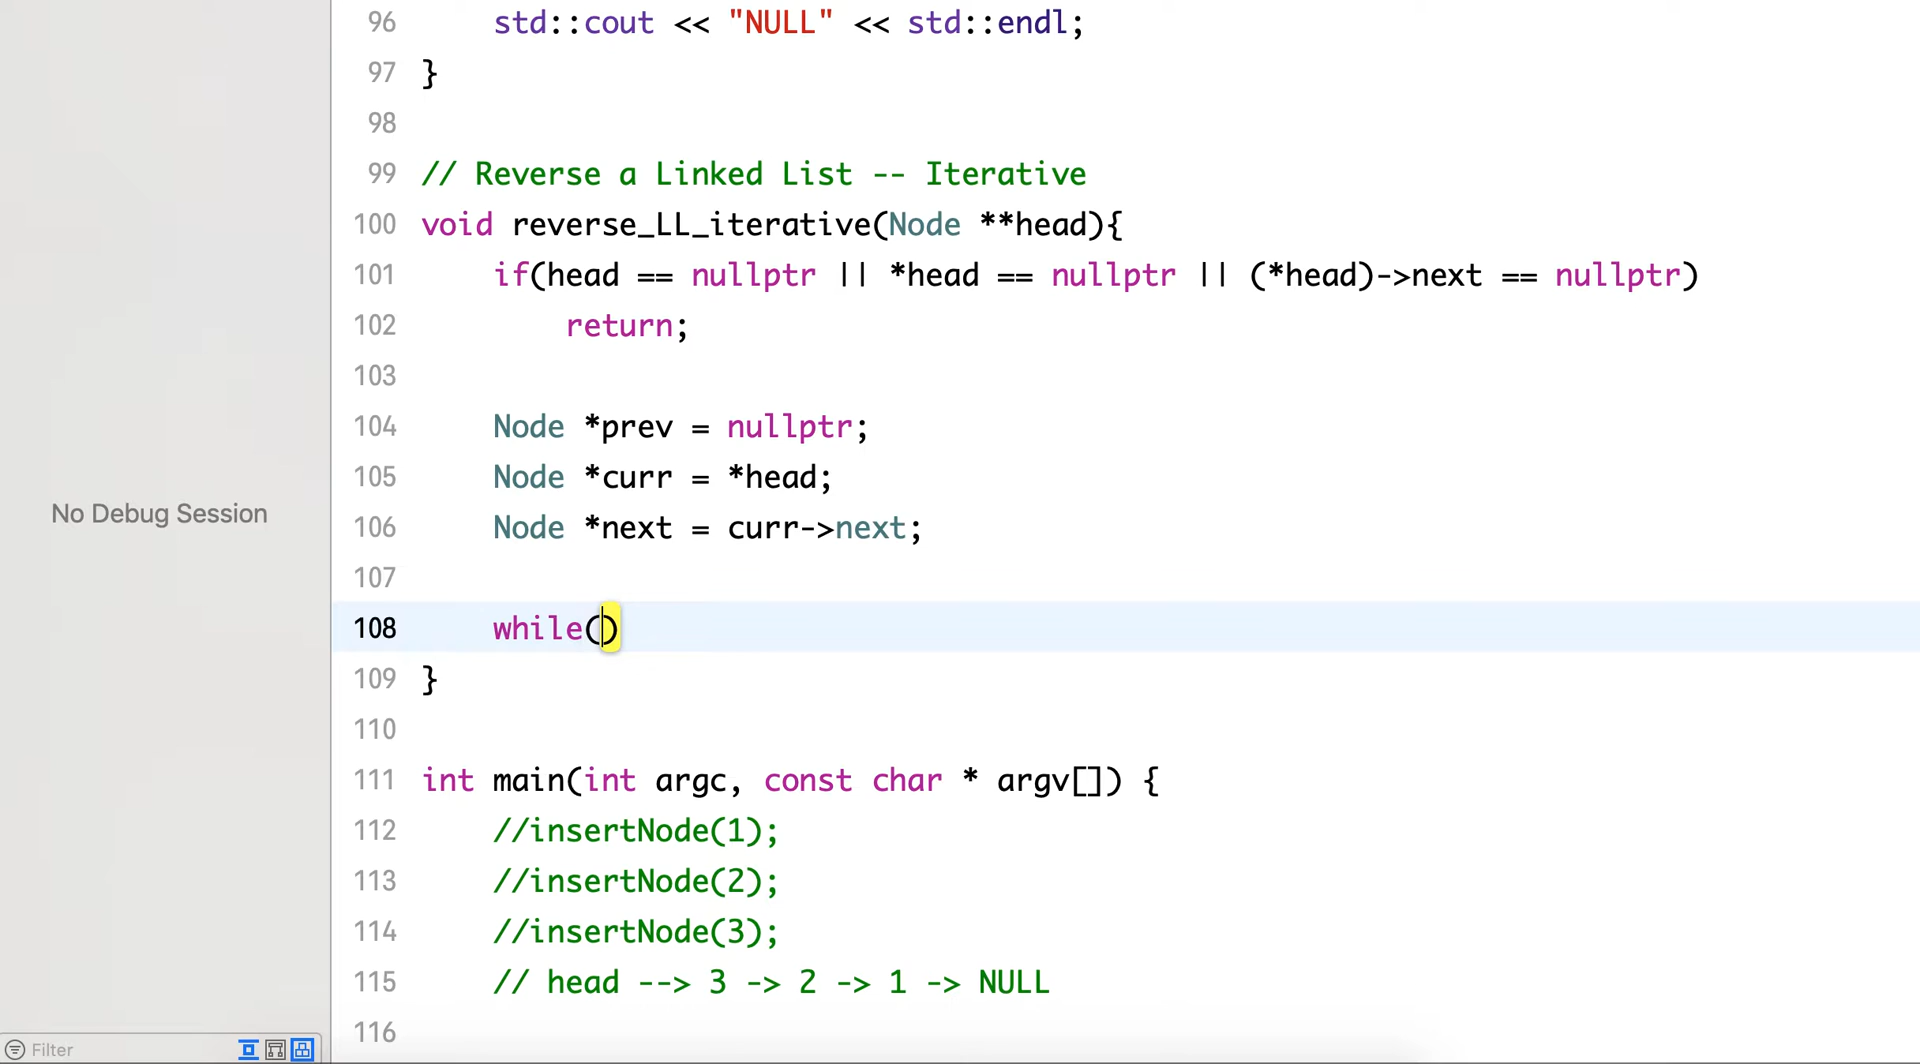 96 std::cout << "NULL" << std::endl;
97 }
98
99 // Reverse a Linked List -- Iterative
100 void reverse_LL_iterative(Node **head){
101 if(head == nullptr || *head == nullptr || (*head)->next == nullptr)
102 return;
103
104 Node *prev = nullptr;
105 Node *curr = *head;
106 Node *next = curr->next;
107
No Debug Session
108 while()
109 }
110
111 int main(int argc, const char * argv[]) {
112 //insertNode(1);
113 //insertNode(2);
114 //insertNode(3);
115 // head --> 3 -> 2 -> 1 -> NULL
116
Filter